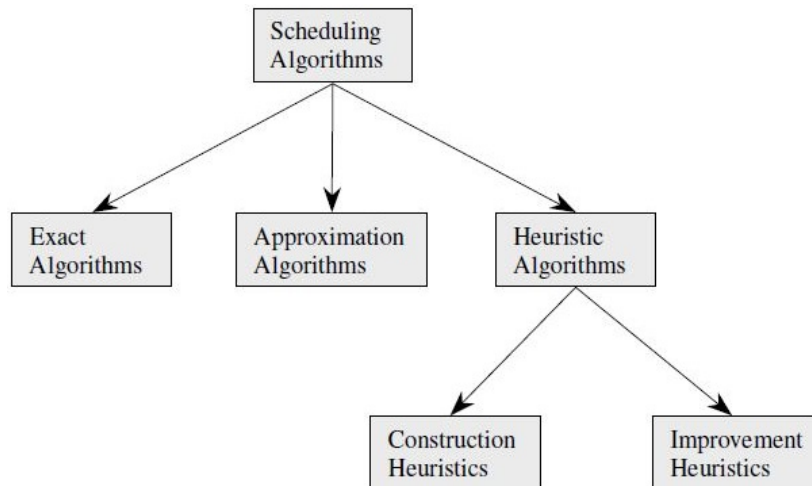 Scheduling
Algorithms
Exact
Algorithms
Approximation
Algorithms
Heuristic
Algorithms
Construction
Heuristics
Improvement
Heuristics